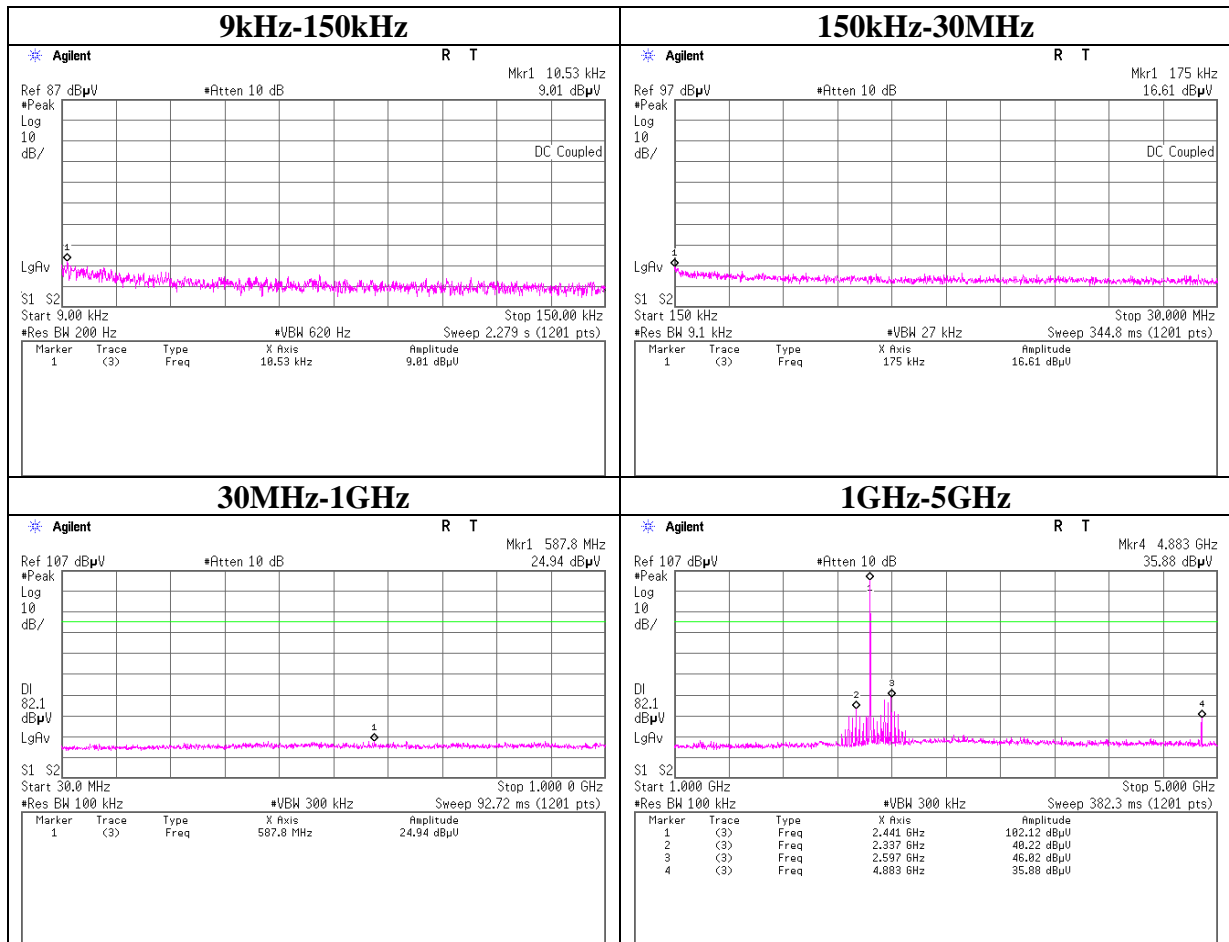 9kHz-150kHz
Agilent
R T
Mkr1 10.53 kHz
Ref 87 dBµV
#Atten 10 dB
9.01 dBµV
#Peak
Log
10
dB/
DC Coupled
1
LgAv
S1 S2
Start 9.00 kHz
Stop 150.00 kHz
#Res BW 200 Hz
#VBW 620 Hz
Sweep 2.279 s (1201 pts)
Marker Trace Type X Axis Amplitude
1 (3) Freq 10.53 kHz 9.01 dBµV
150kHz-30MHz
Agilent
R T
Mkr1 175 kHz
Ref 97 dBµV
#Atten 10 dB
16.61 dBµV
#Peak
Log
10
dB/
DC Coupled
1
LgAv
S1 S2
Start 150 kHz
Stop 30.000 MHz
#Res BW 9.1 kHz
#VBW 27 kHz
Sweep 344.8 ms (1201 pts)
Marker Trace Type X Axis Amplitude
1 (3) Freq 175 kHz 16.61 dBµV
30MHz-1GHz
Agilent
R T
Mkr1 587.8 MHz
Ref 107 dBµV
#Atten 10 dB
24.94 dBµV
#Peak
Log
10
dB/
DI
82.1
dBµV
1
LgAv
S1 S2
Start 30.0 MHz
Stop 1.000 0 GHz
#Res BW 100 kHz
#VBW 300 kHz
Sweep 92.72 ms (1201 pts)
Marker Trace Type X Axis Amplitude
1 (3) Freq 587.8 MHz 24.94 dBµV
1GHz-5GHz
Agilent
R T
Mkr4 4.883 GHz
Ref 107 dBµV
#Atten 10 dB
35.88 dBµV
#Peak
Log
10
dB/
1
DI
82.1
dBµV
3
2
4
LgAv
S1 S2
Start 1.000 GHz
Stop 5.000 GHz
#Res BW 100 kHz
#VBW 300 kHz
Sweep 382.3 ms (1201 pts)
Marker Trace Type X Axis Amplitude
1 (3) Freq 2.441 GHz 102.12 dBµV
2 (3) Freq 2.337 GHz 40.22 dBµV
3 (3) Freq 2.597 GHz 46.02 dBµV
4 (3) Freq 4.883 GHz 35.88 dBµV